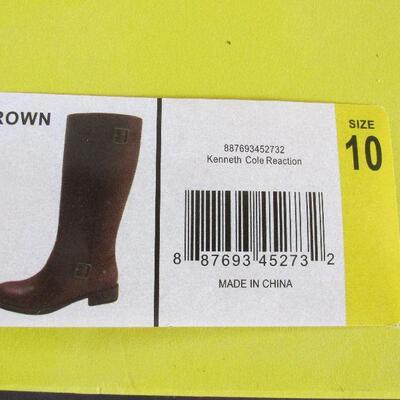 ROWN
887693452732
Kenneth Cole Reaction
8 87693 45273 2
MADE IN CHINA
SIZE
10